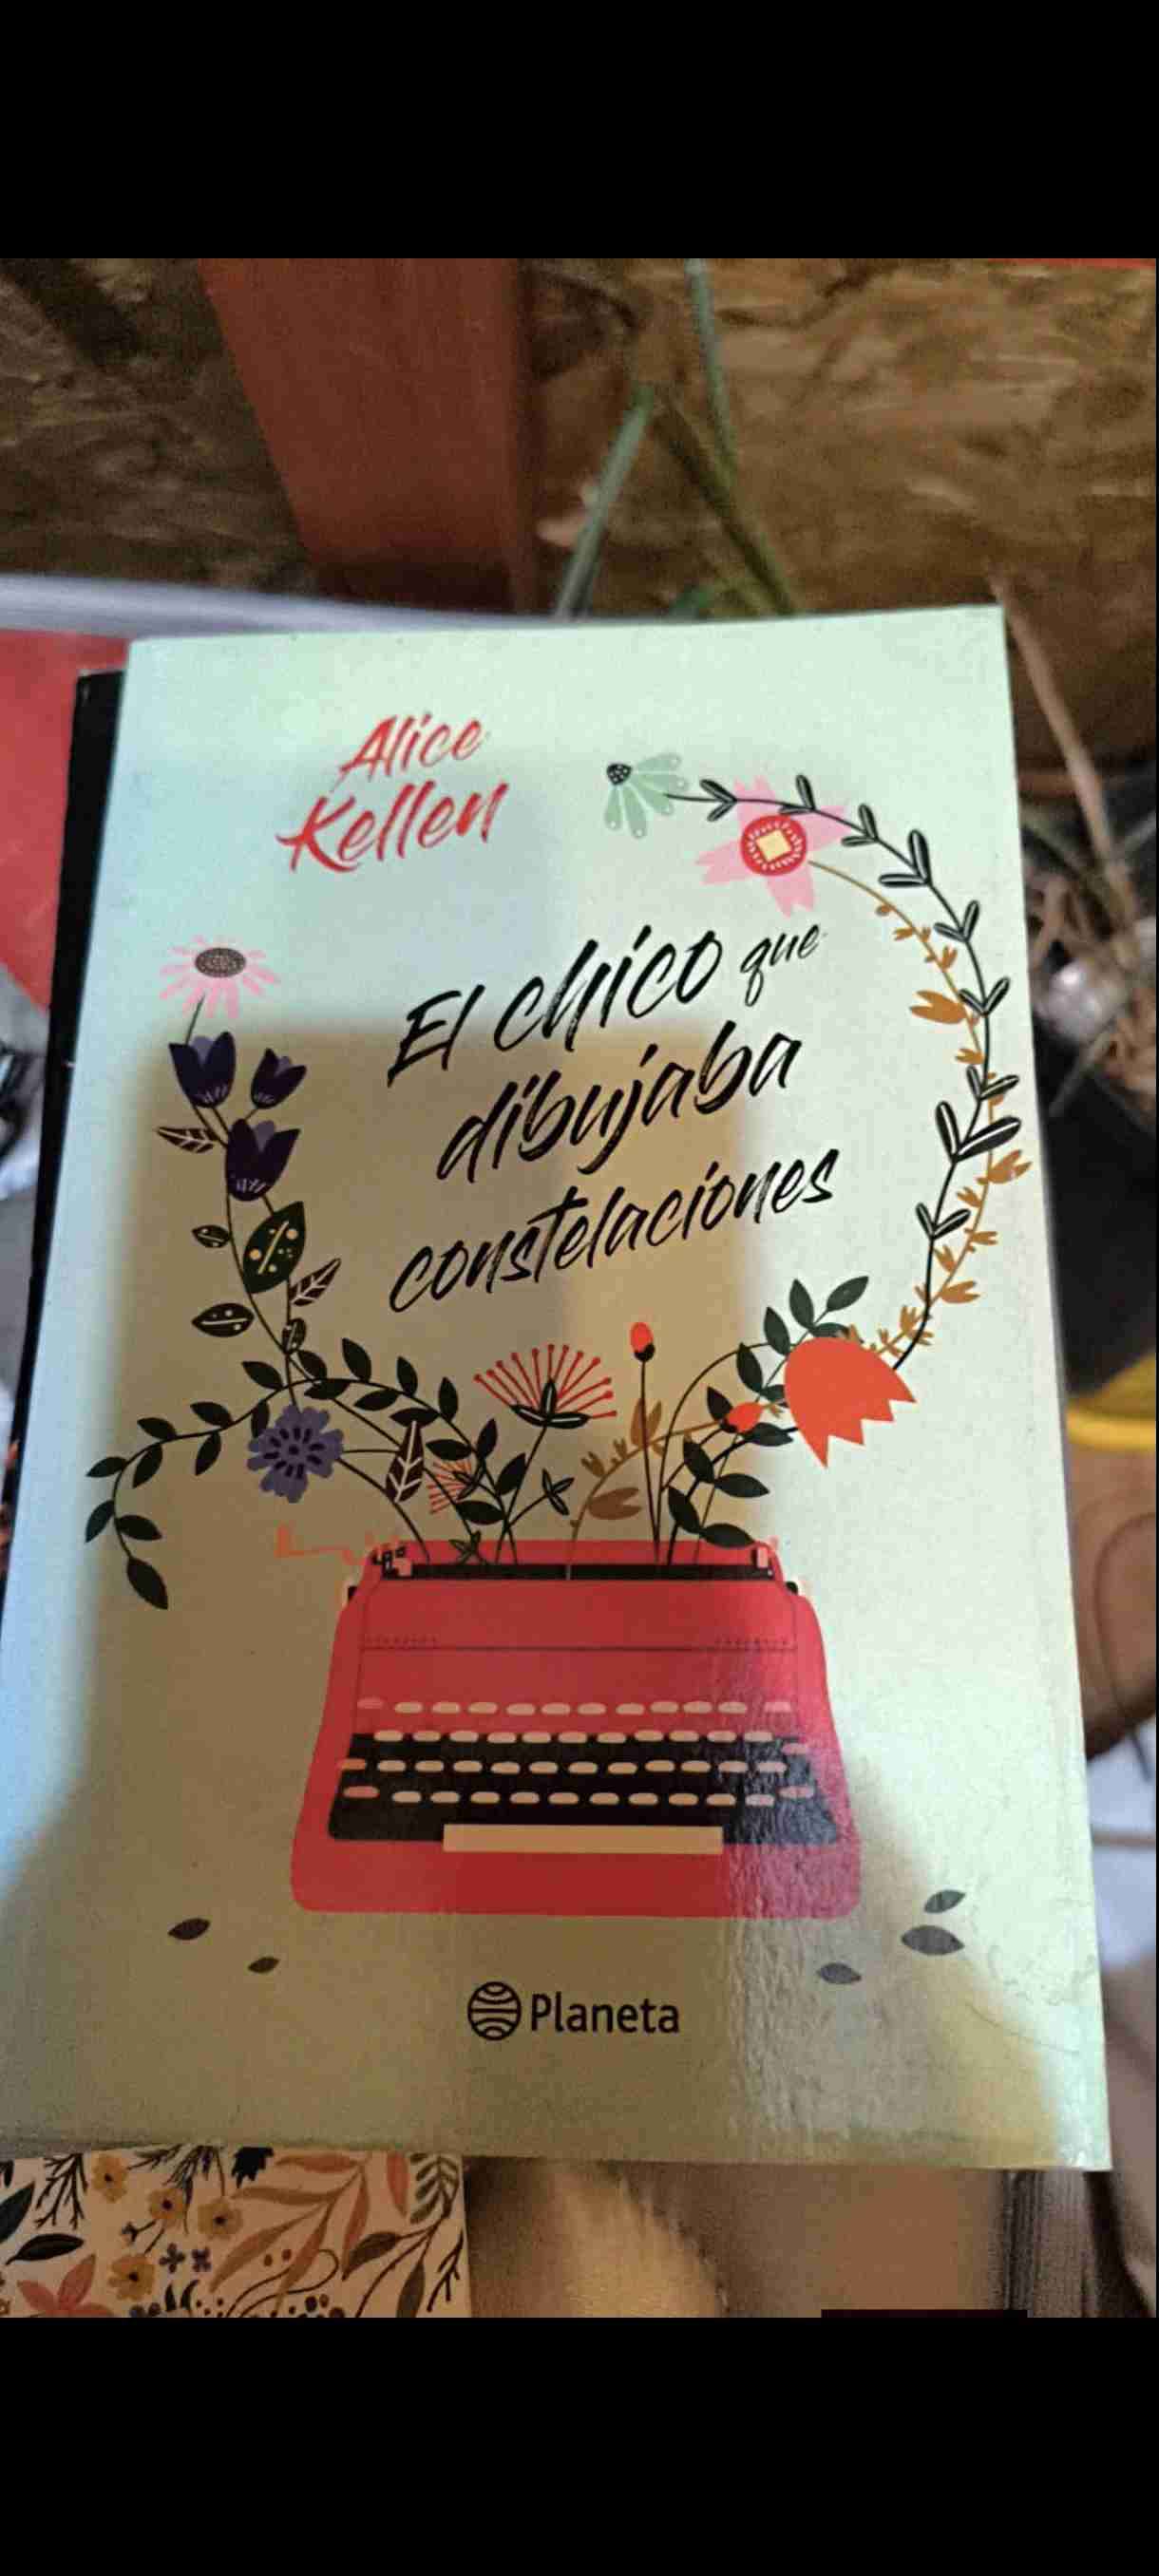 Alice
Kellen
El chico que
dibujaba
constelaciones
Planeta